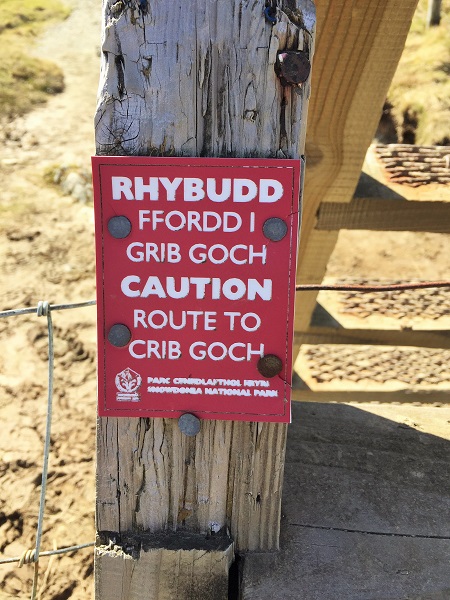 RHYBUDD
FFORDD I
GRIB GOCH
CAUTION
ROUTE TO
CRIB GOCH
PARC CENEDLAETHOL ERYRI
SNOWDONIA NATIONAL PARK